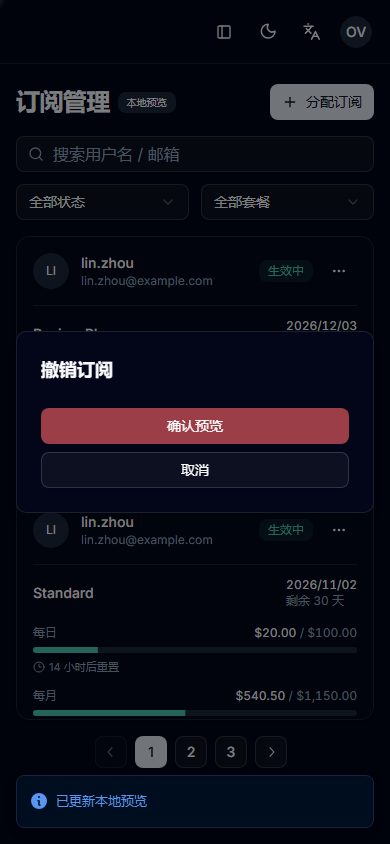 OV
订阅管理 本地预览
+ 分配订阅
搜索用户名 / 邮箱
全部状态 全部套餐
LI lin.zhou 生效中 ...
lin.zhou@example.com
2026/12/03
撤销订阅
确认预览
取消
LI lin.zhou 生效中 ...
lin.zhou@example.com
Standard 2026/11/02
剩余 30 天
每日 $20.00 / $100.00
14 小时后重置
每月 $540.50 / $1,150.00
1 2 3
已更新本地预览